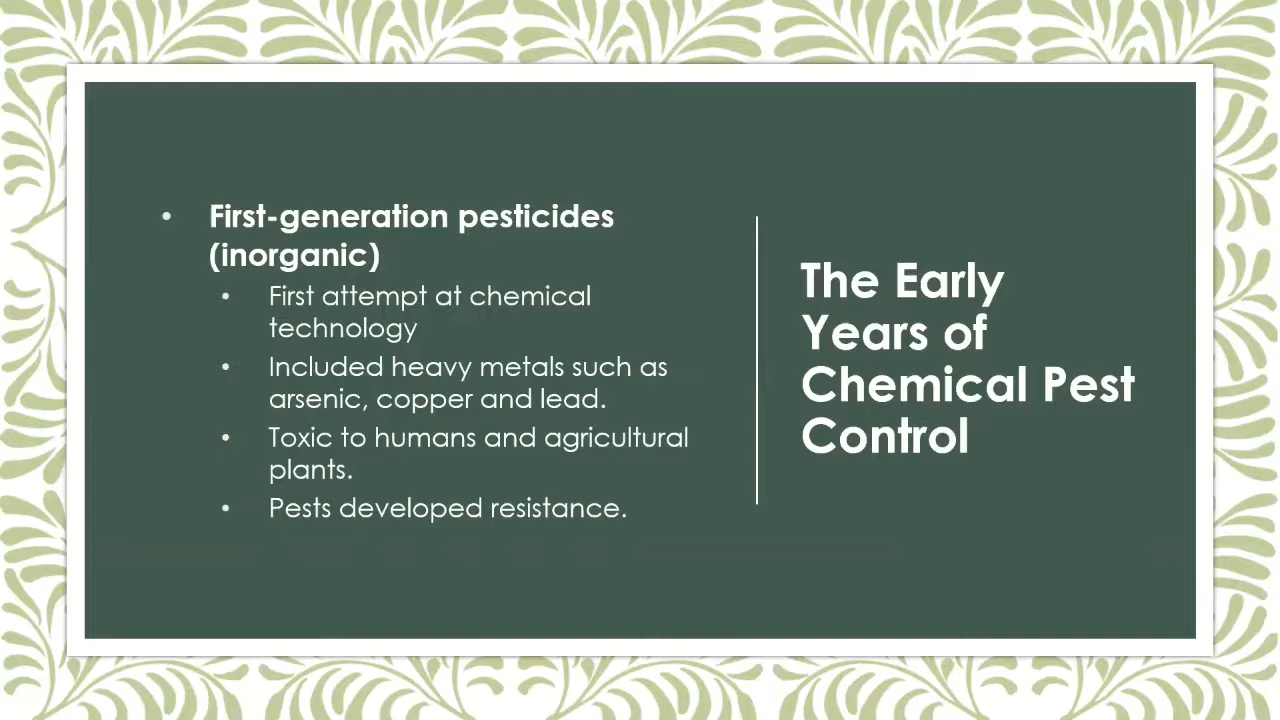 • First-generation pesticides
(inorganic)
• First attempt at chemical
technology
• Included heavy metals such as
arsenic, copper and lead.
• Toxic to humans and agricultural
plants.
• Pests developed resistance.
The Early
Years of
Chemical Pest
Control